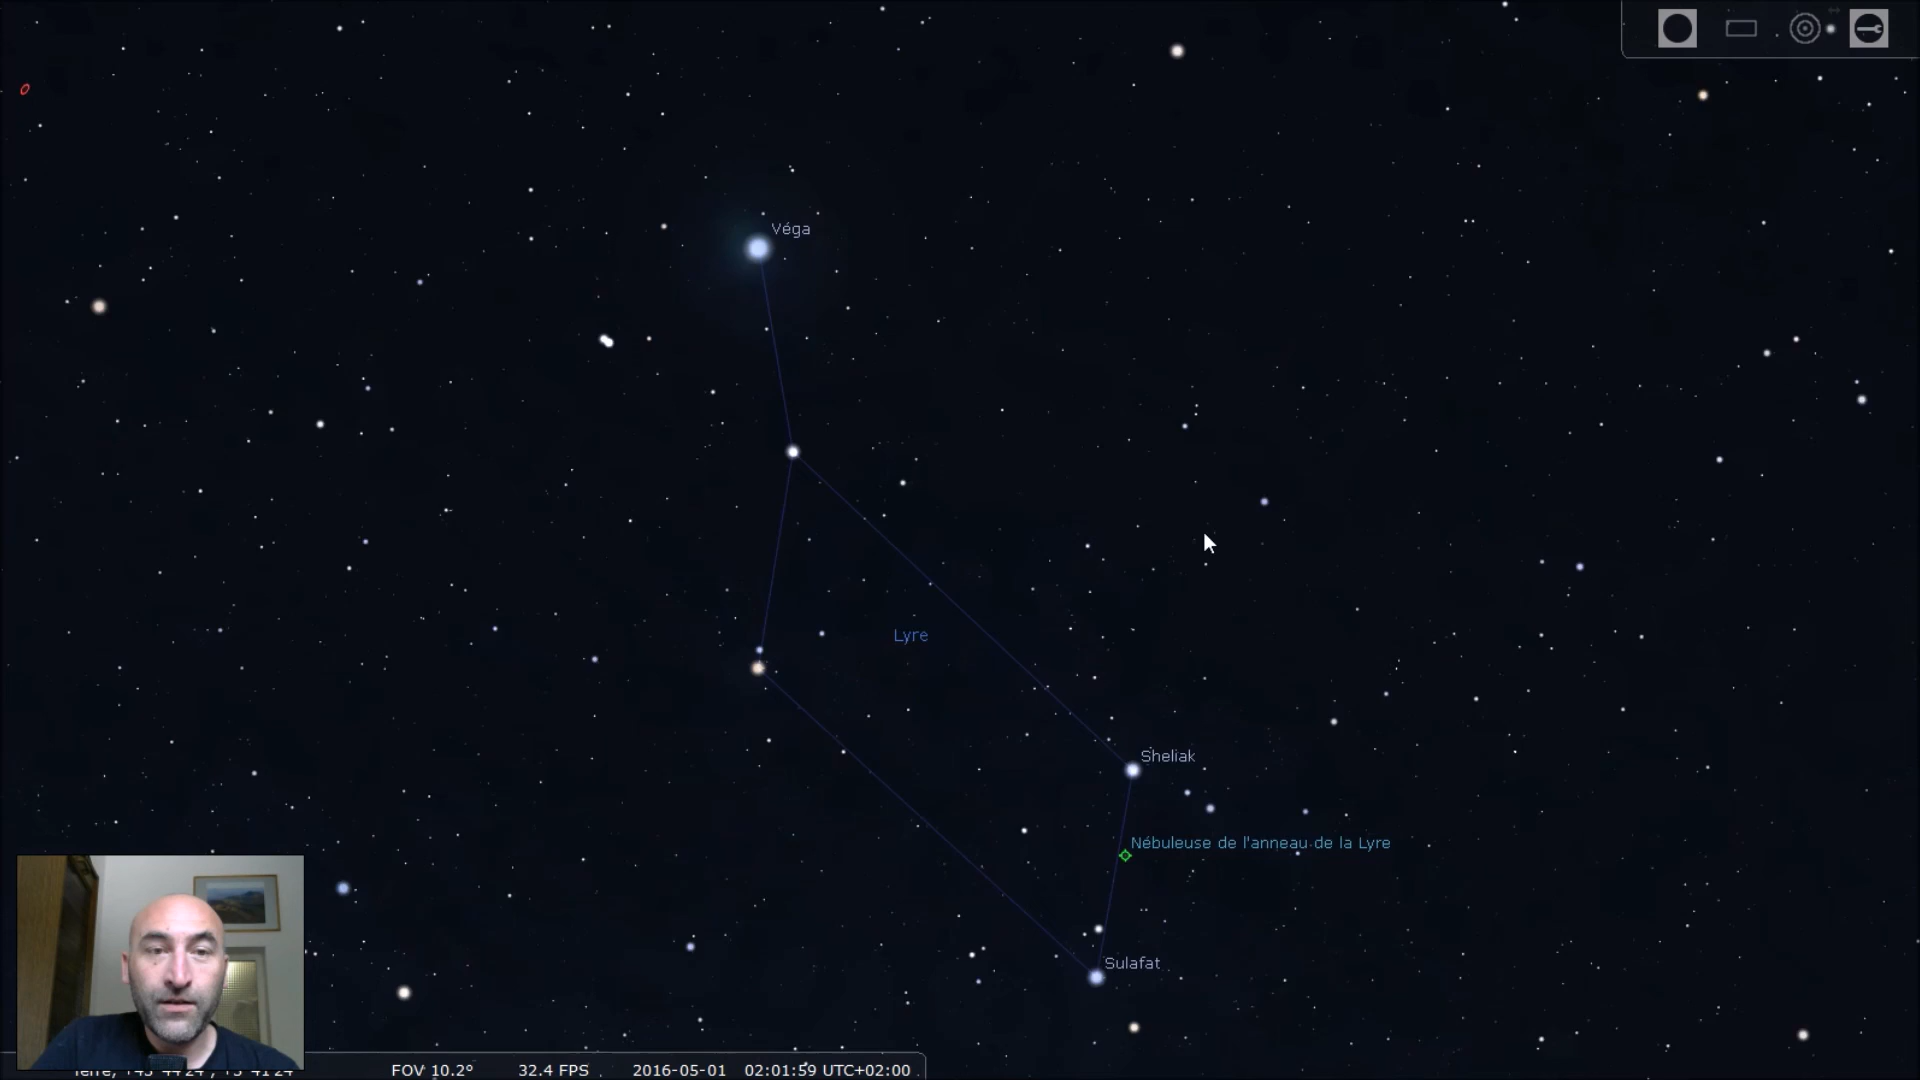 Véga
Lyre
Sheliak
Nébuleuse de l'anneau de la Lyre
Sulafat
FOV 10.2° 32.4 FPS 2016-05-01 02:01:59 UTC+02:00